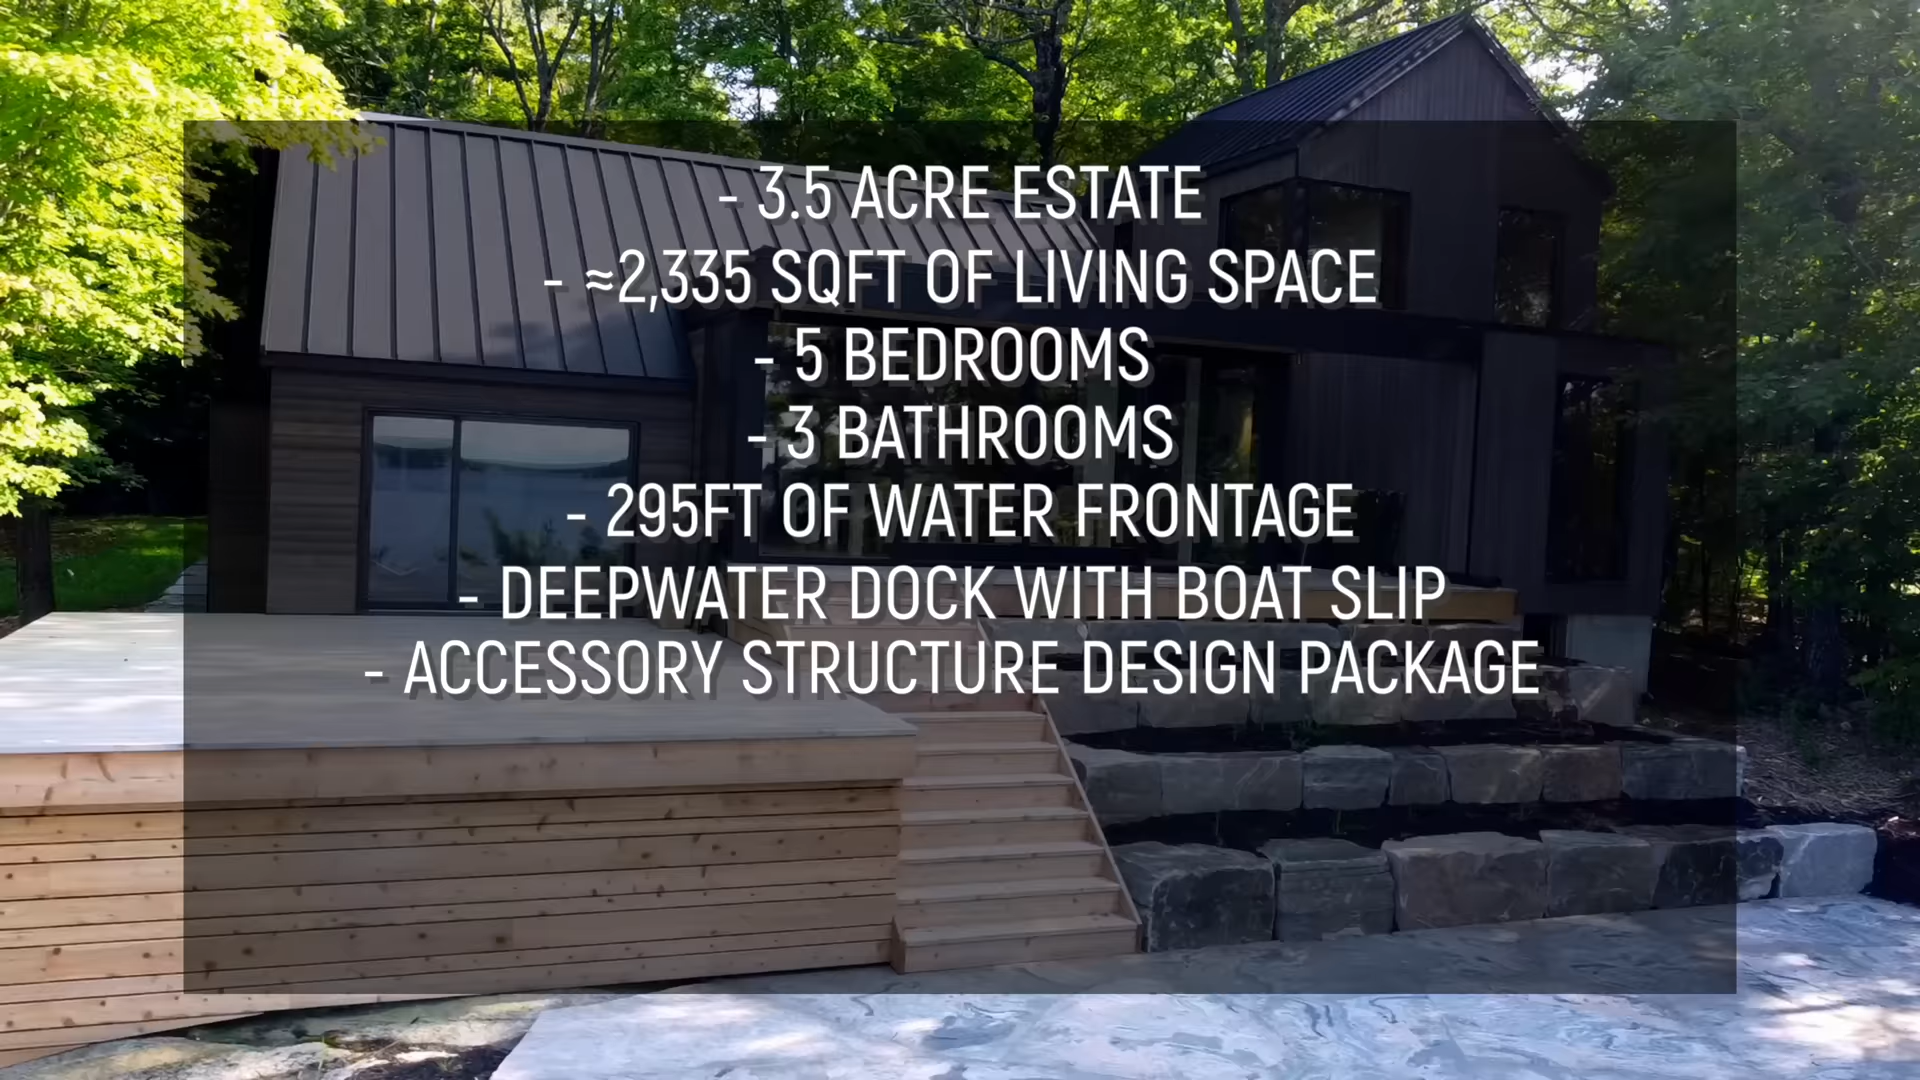 - 3.5 ACRE ESTATE
- ≈2,335 SQFT OF LIVING SPACE
- 5 BEDROOMS
- 3 BATHROOMS
- 295FT OF WATER FRONTAGE
- DEEPWATER DOCK WITH BOAT SLIP
- ACCESSORY STRUCTURE DESIGN PACKAGE